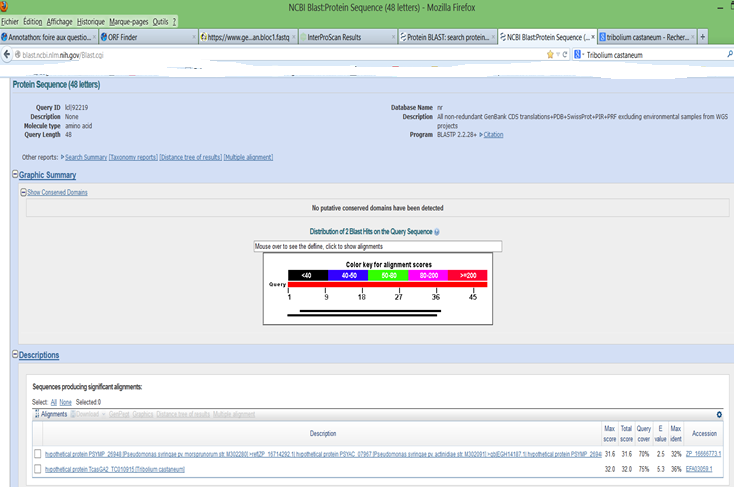 NCBI Blast:Protein Sequence (48 letters) - Mozilla Firefox
Fichier Édition Affichage Historique Marque-pages Outils ?
Annotathon: foire aux questio... × ORF Finder × https://www.ge...an.bloc1.fastq × InterProScan Results × Protein BLAST: search protein... × NCBI Blast:Protein Sequence (... × tribolium castaneum - Recher... × +
blast.ncbi.nlm.nih.gov/Blast.cgi Tribolium castaneum
Protein Sequence (48 letters)
Query ID lcl|92219
Description None
Molecule type amino acid
Query Length 48
Database Name nr
Description All non-redundant GenBank CDS translations+PDB+SwissProt+PIR+PRF excluding environmental samples from WGS
projects
Program BLASTP 2.2.28+ Citation
Other reports: Search Summary [Taxonomy reports] [Distance tree of results] [Multiple alignment]
Graphic Summary
Show Conserved Domains
No putative conserved domains have been detected
Distribution of 2 Blast Hits on the Query Sequence
Mouse over to see the defline, click to show alignments
Color key for alignment scores
<40 40-50 50-80 80-200 >=200
Query
1 9 18 27 36 45
Descriptions
Sequences producing significant alignments:
Select: All None Selected:0
Alignments Download GenPept Graphics Distance tree of results Multiple alignment
Description Max score Total score Query cover E value Max ident Accession
hypothetical protein PSYMP_26948 [Pseudomonas syringae pv. morsprunorum str. M302280] >ref|ZP_16714292.1| hypothetical protein PSYAC_07967 [Pseudomonas syringae pv. actinidiae str. M302091] >gb|EGH14187.1| hypothetical protein PSYMP_26948 31.6 31.6 70% 2.5 32% ZP_16666773.1
hypothetical protein TcasGA2_TC010915 [Tribolium castaneum] 32.0 32.0 75% 5.3 36% EFA03059.1